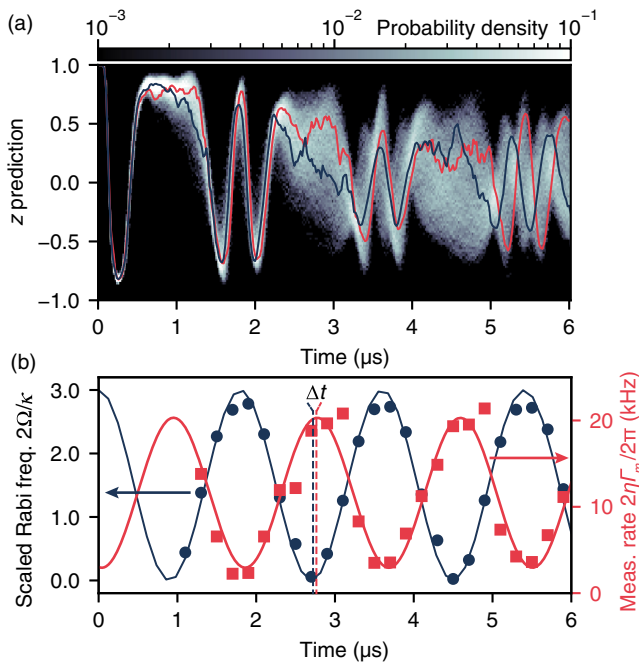 (a)
10⁻³ 10⁻² Probability density 10⁻¹
1.0
0.5
0.0
−0.5
−1.0
z prediction
0 1 2 3 4 5 6
Time (µs)
(b)
3.0
2.0
1.0
0.0
Scaled Rabi freq. 2Ω/κ
Δt
20
10
0
Meas. rate 2ηΓₘ/2π (kHz)
0 1 2 3 4 5 6
Time (µs)